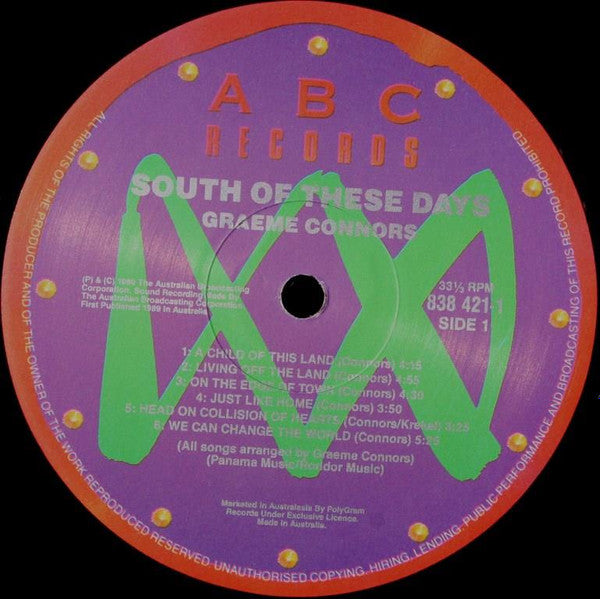 A B C
RECORDS
SOUTH OF THESE DAYS
GRAEME CONNORS
(P) & (C) 1989 The Australian Broadcasting
Corporation. Sound Recording Made By
The Australian Broadcasting Corporation
First Published 1989 in Australia
33⅓ RPM
838 421-1
SIDE 1
1: A CHILD OF THIS LAND (Connors) 4:15
2: LIVING OFF THE LAND (Connors) 4:55
3: ON THE EDGE OF TOWN (Connors) 4:30
4: JUST LIKE HOME (Connors) 3:50
5: HEAD ON COLLISION OF HEARTS (Connors/Krekel) 3:25
6: WE CAN CHANGE THE WORLD (Connors) 5:25
(All songs arranged by Graeme Connors)
(Panama Music/Rondor Music)
Marketed in Australasia By PolyGram
Records Under Exclusive Licence.
Made in Australia.
ALL RIGHTS OF THE PRODUCER AND OF THE OWNER OF THE WORK REPRODUCED RESERVED. UNAUTHORISED COPYING. HIRING. LENDING. PUBLIC PERFORMANCE AND BROADCASTING OF THIS RECORD PROHIBITED